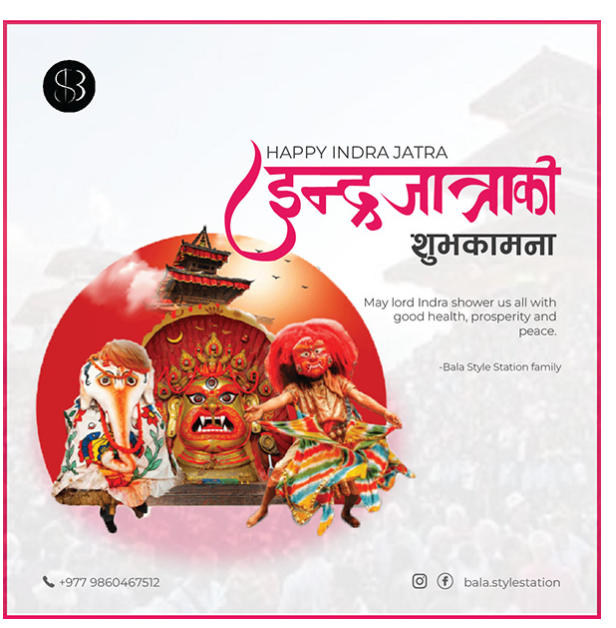 SB
HAPPY INDRA JATRA
इन्द्रजात्राको
शुभकामना
May lord Indra shower us all with
good health, prosperity and
peace.
-Bala Style Station family
+977 9860467512
bala.stylestation